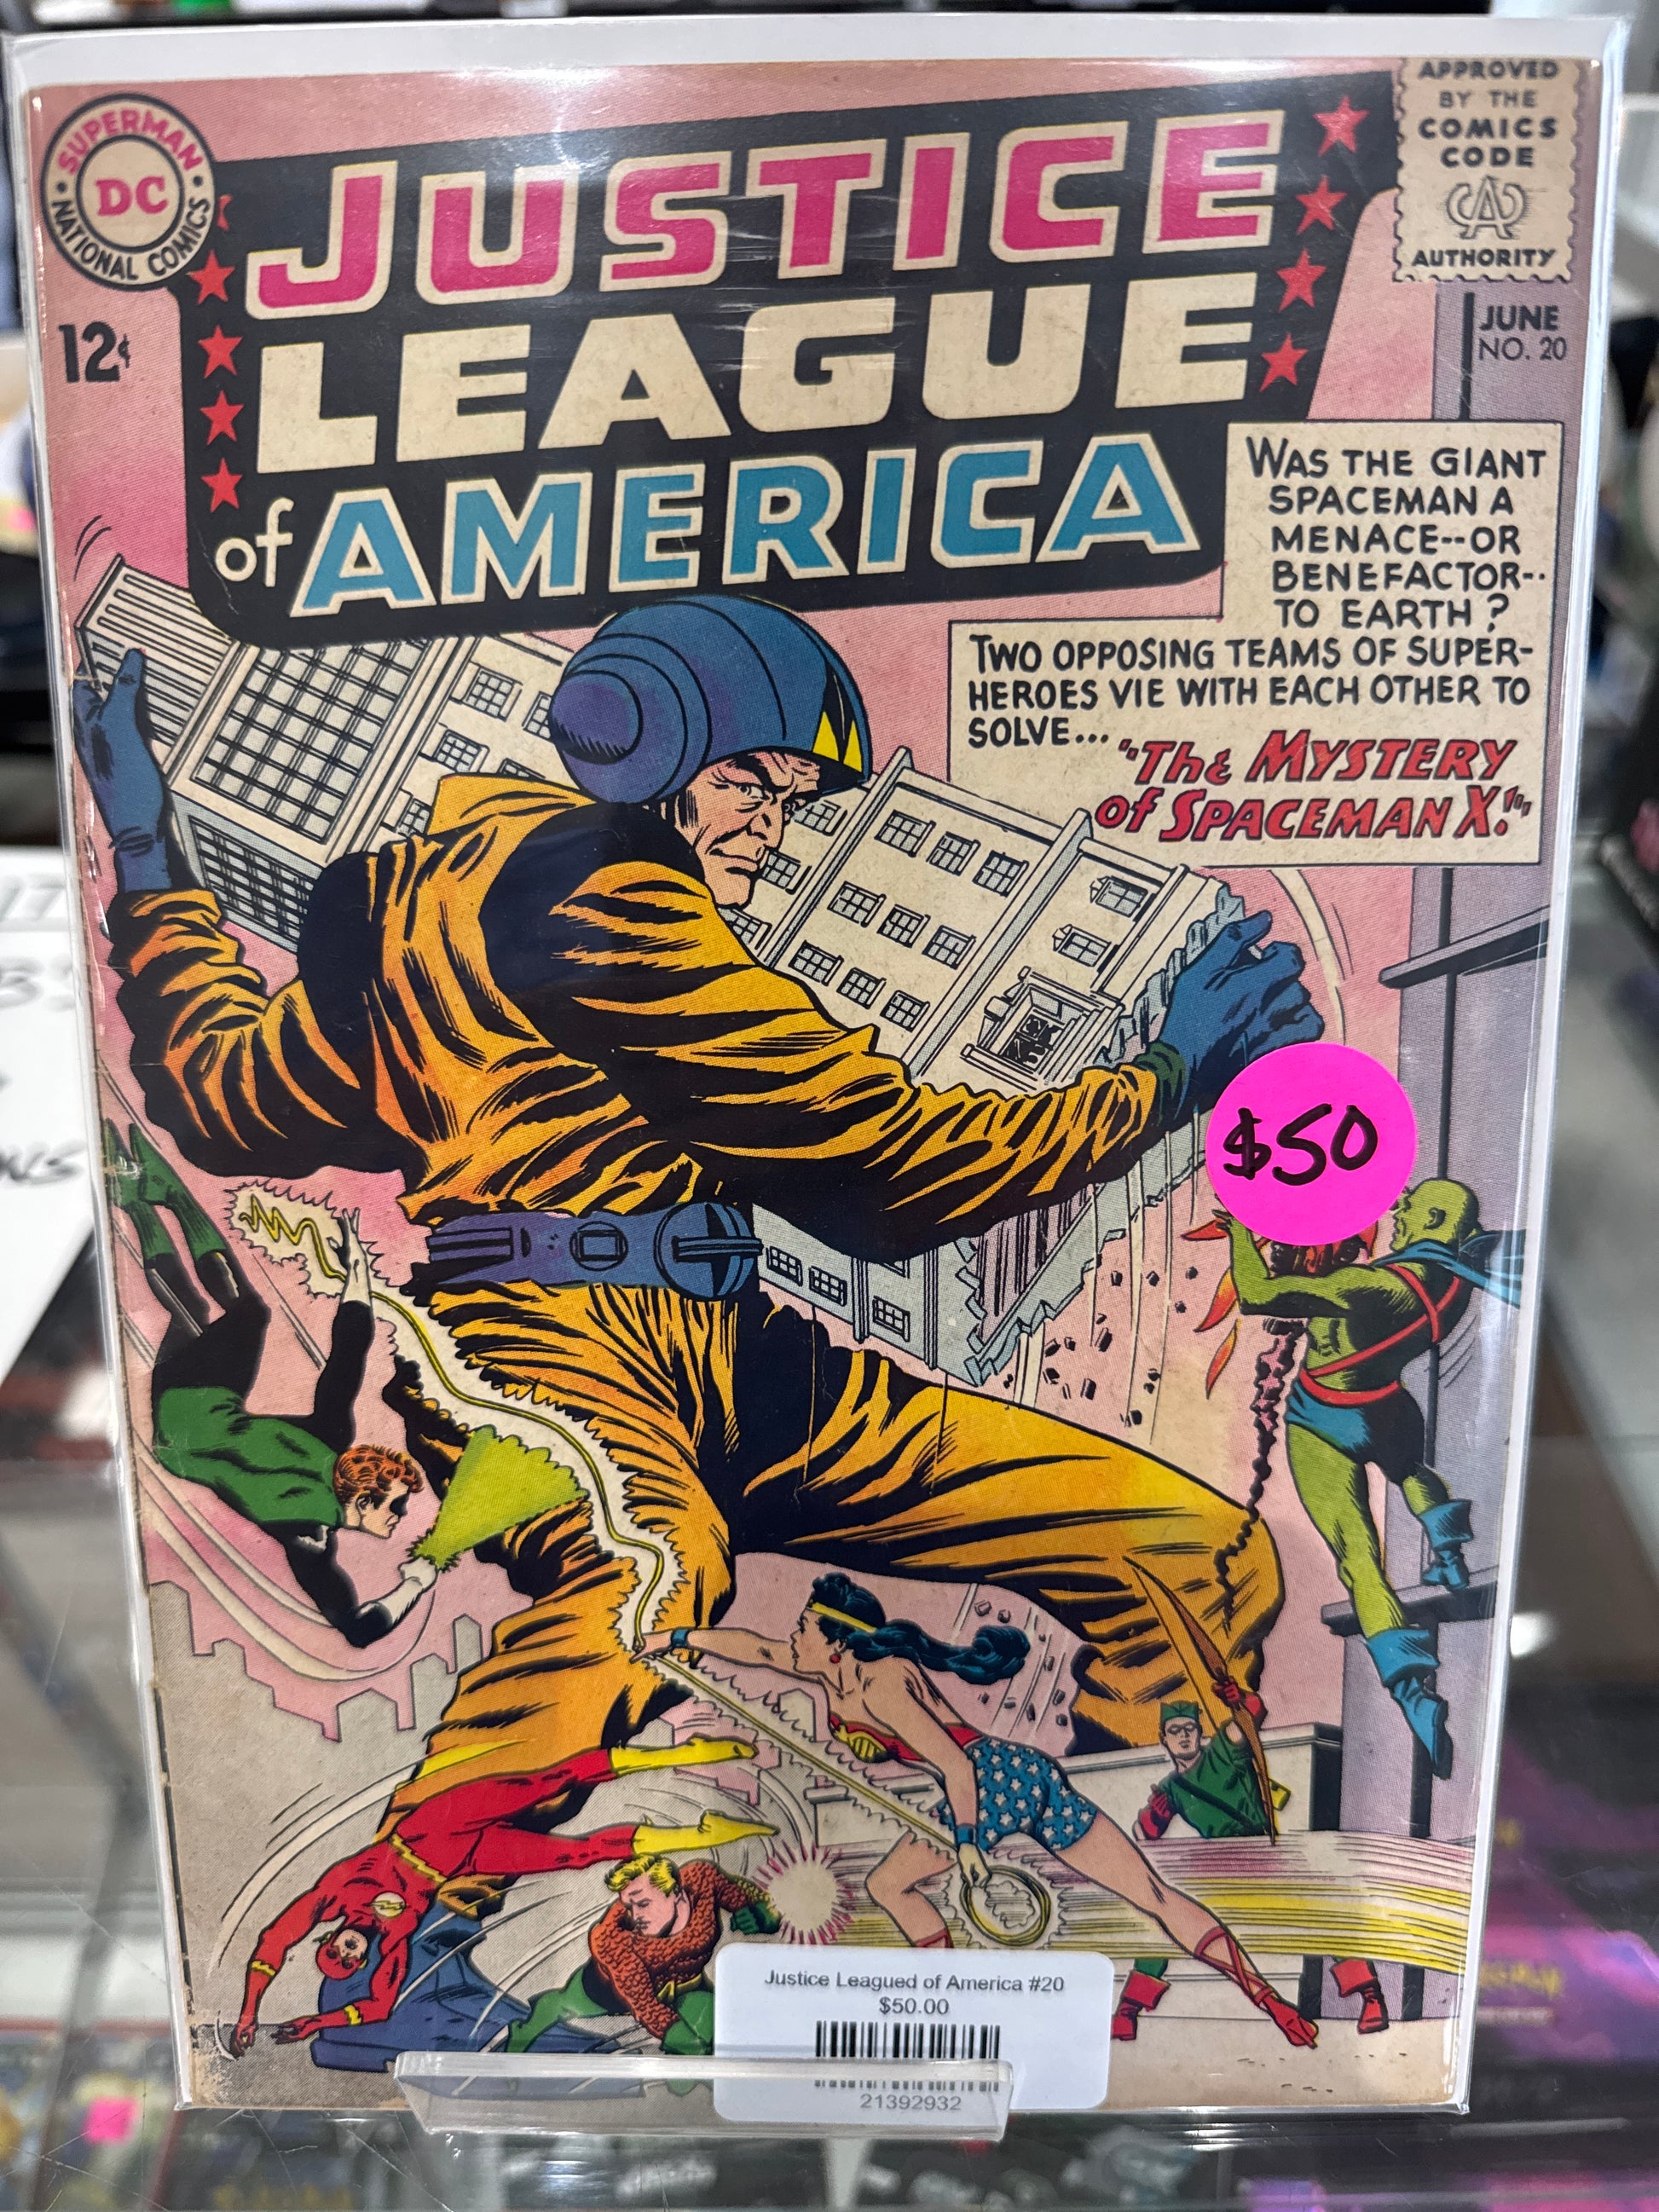 SUPERMAN
DC
NATIONAL COMICS
JUSTICE
LEAGUE
of AMERICA
12¢
APPROVED
BY THE
COMICS
CODE
CA
AUTHORITY
JUNE
NO. 20
WAS THE GIANT
SPACEMAN A
MENACE--OR
BENEFACTOR--
TO EARTH?
TWO OPPOSING TEAMS OF SUPER-
HEROES VIE WITH EACH OTHER TO
SOLVE...
"The MYSTERY
of SPACEMAN X!"
$50
Justice Leagued of America #20
$50.00
21392932